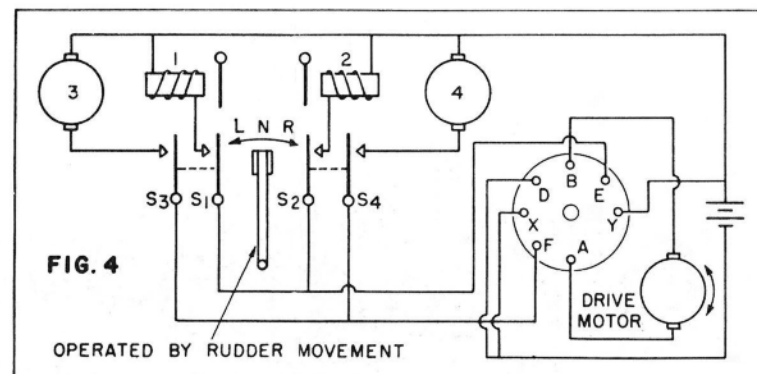 1
2
3
4
L N R
S3 S1 S2 S4
B
D E
X Y
F A
FIG. 4
DRIVE
MOTOR
OPERATED BY RUDDER MOVEMENT